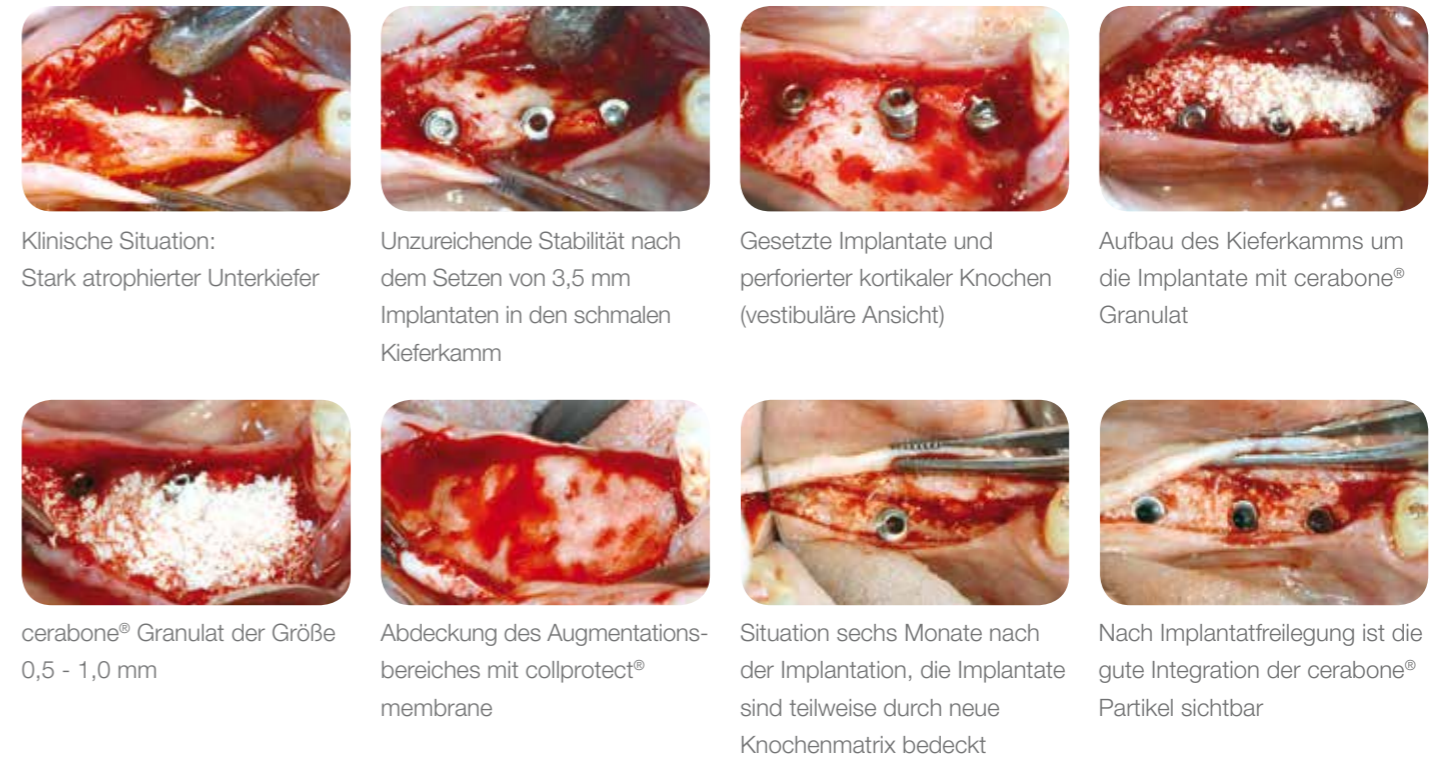 Klinische Situation:
Stark atrophierter Unterkiefer
Unzureichende Stabilität nach
dem Setzen von 3,5 mm
Implantaten in den schmalen
Kieferkamm
Gesetzte Implantate und
perforierter kortikaler Knochen
(vestibuläre Ansicht)
Aufbau des Kieferkamms um
die Implantate mit cerabone®
Granulat
cerabone® Granulat der Größe
0,5 - 1,0 mm
Abdeckung des Augmentations-
bereiches mit collprotect®
membrane
Situation sechs Monate nach
der Implantation, die Implantate
sind teilweise durch neue
Knochenmatrix bedeckt
Nach Implantatfreilegung ist die
gute Integration der cerabone®
Partikel sichtbar